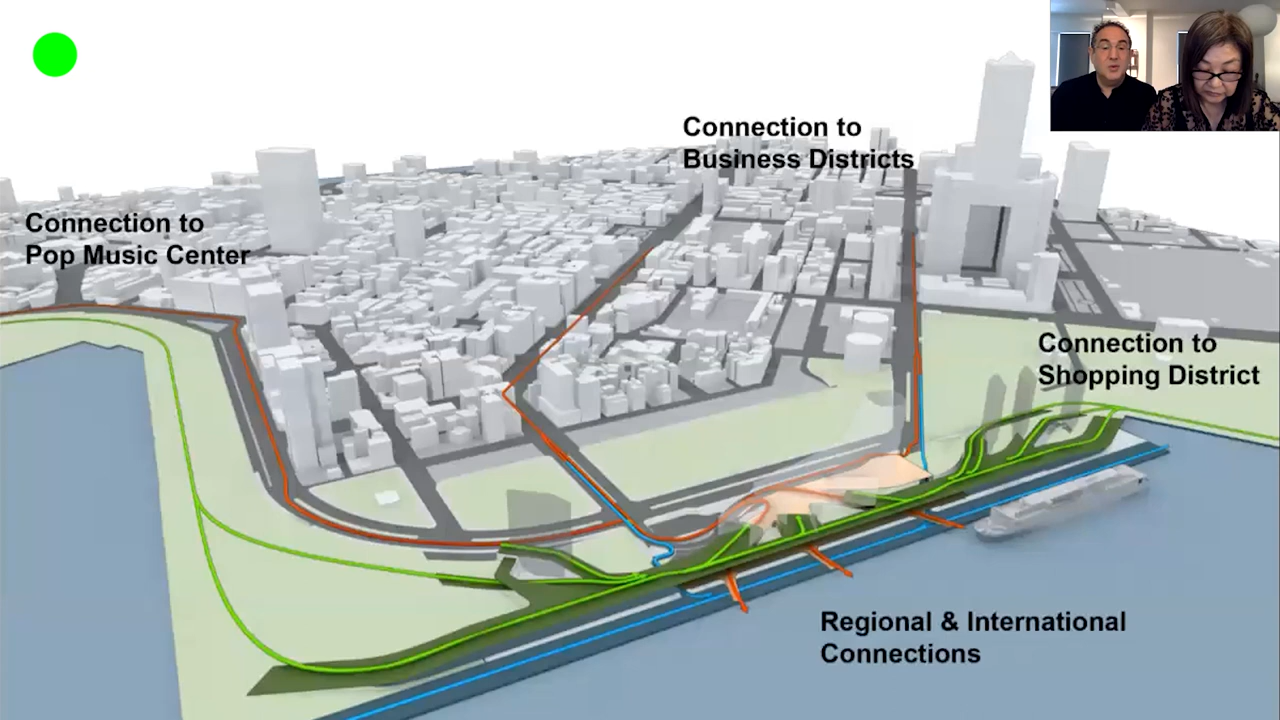 Connection to
Business Districts
Connection to
Pop Music Center
Connection to
Shopping District
Regional & International
Connections